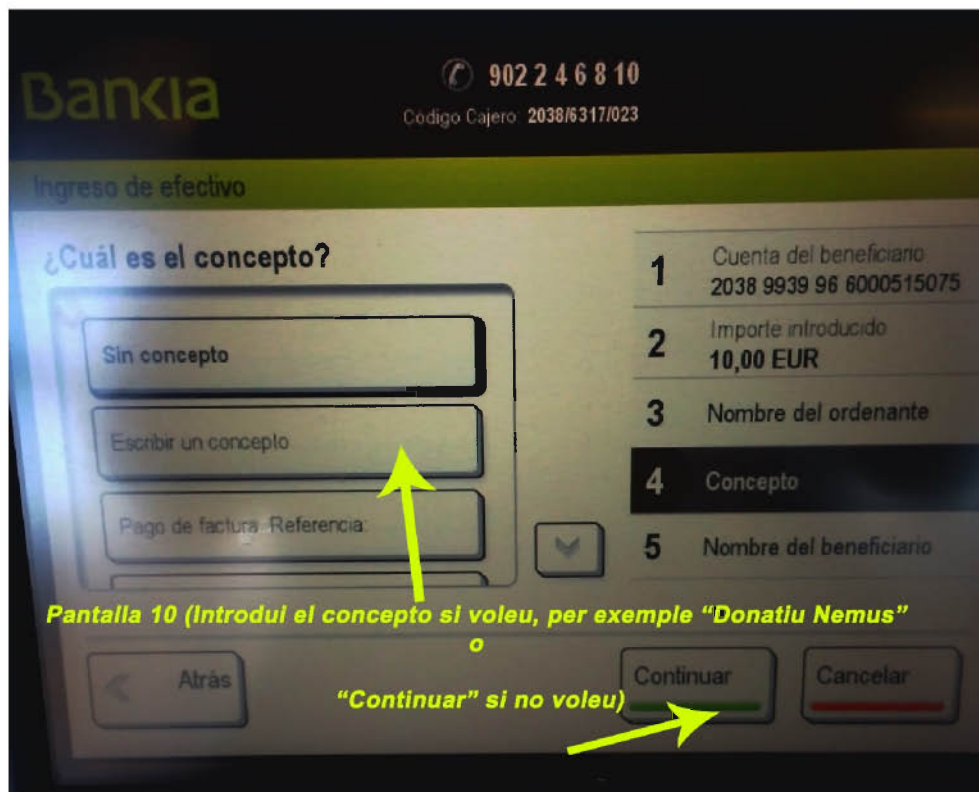 Bankia
902 2 4 6 8 10
Código Cajero: 2038/6317/023
Ingreso de efectivo
¿Cuál es el concepto?
Sin concepto
Escribir un concepto
Pago de factura. Referencia:
1 Cuenta del beneficiario
2038 9939 96 6000515075
2 Importe introducido
10,00 EUR
3 Nombre del ordenante
4 Concepto
5 Nombre del beneficiario
Pantalla 10 (Introdui el concepto si voleu, per exemple “Donatiu Nemus”
o
“Continuar” si no voleu)
Atrás
Continuar
Cancelar